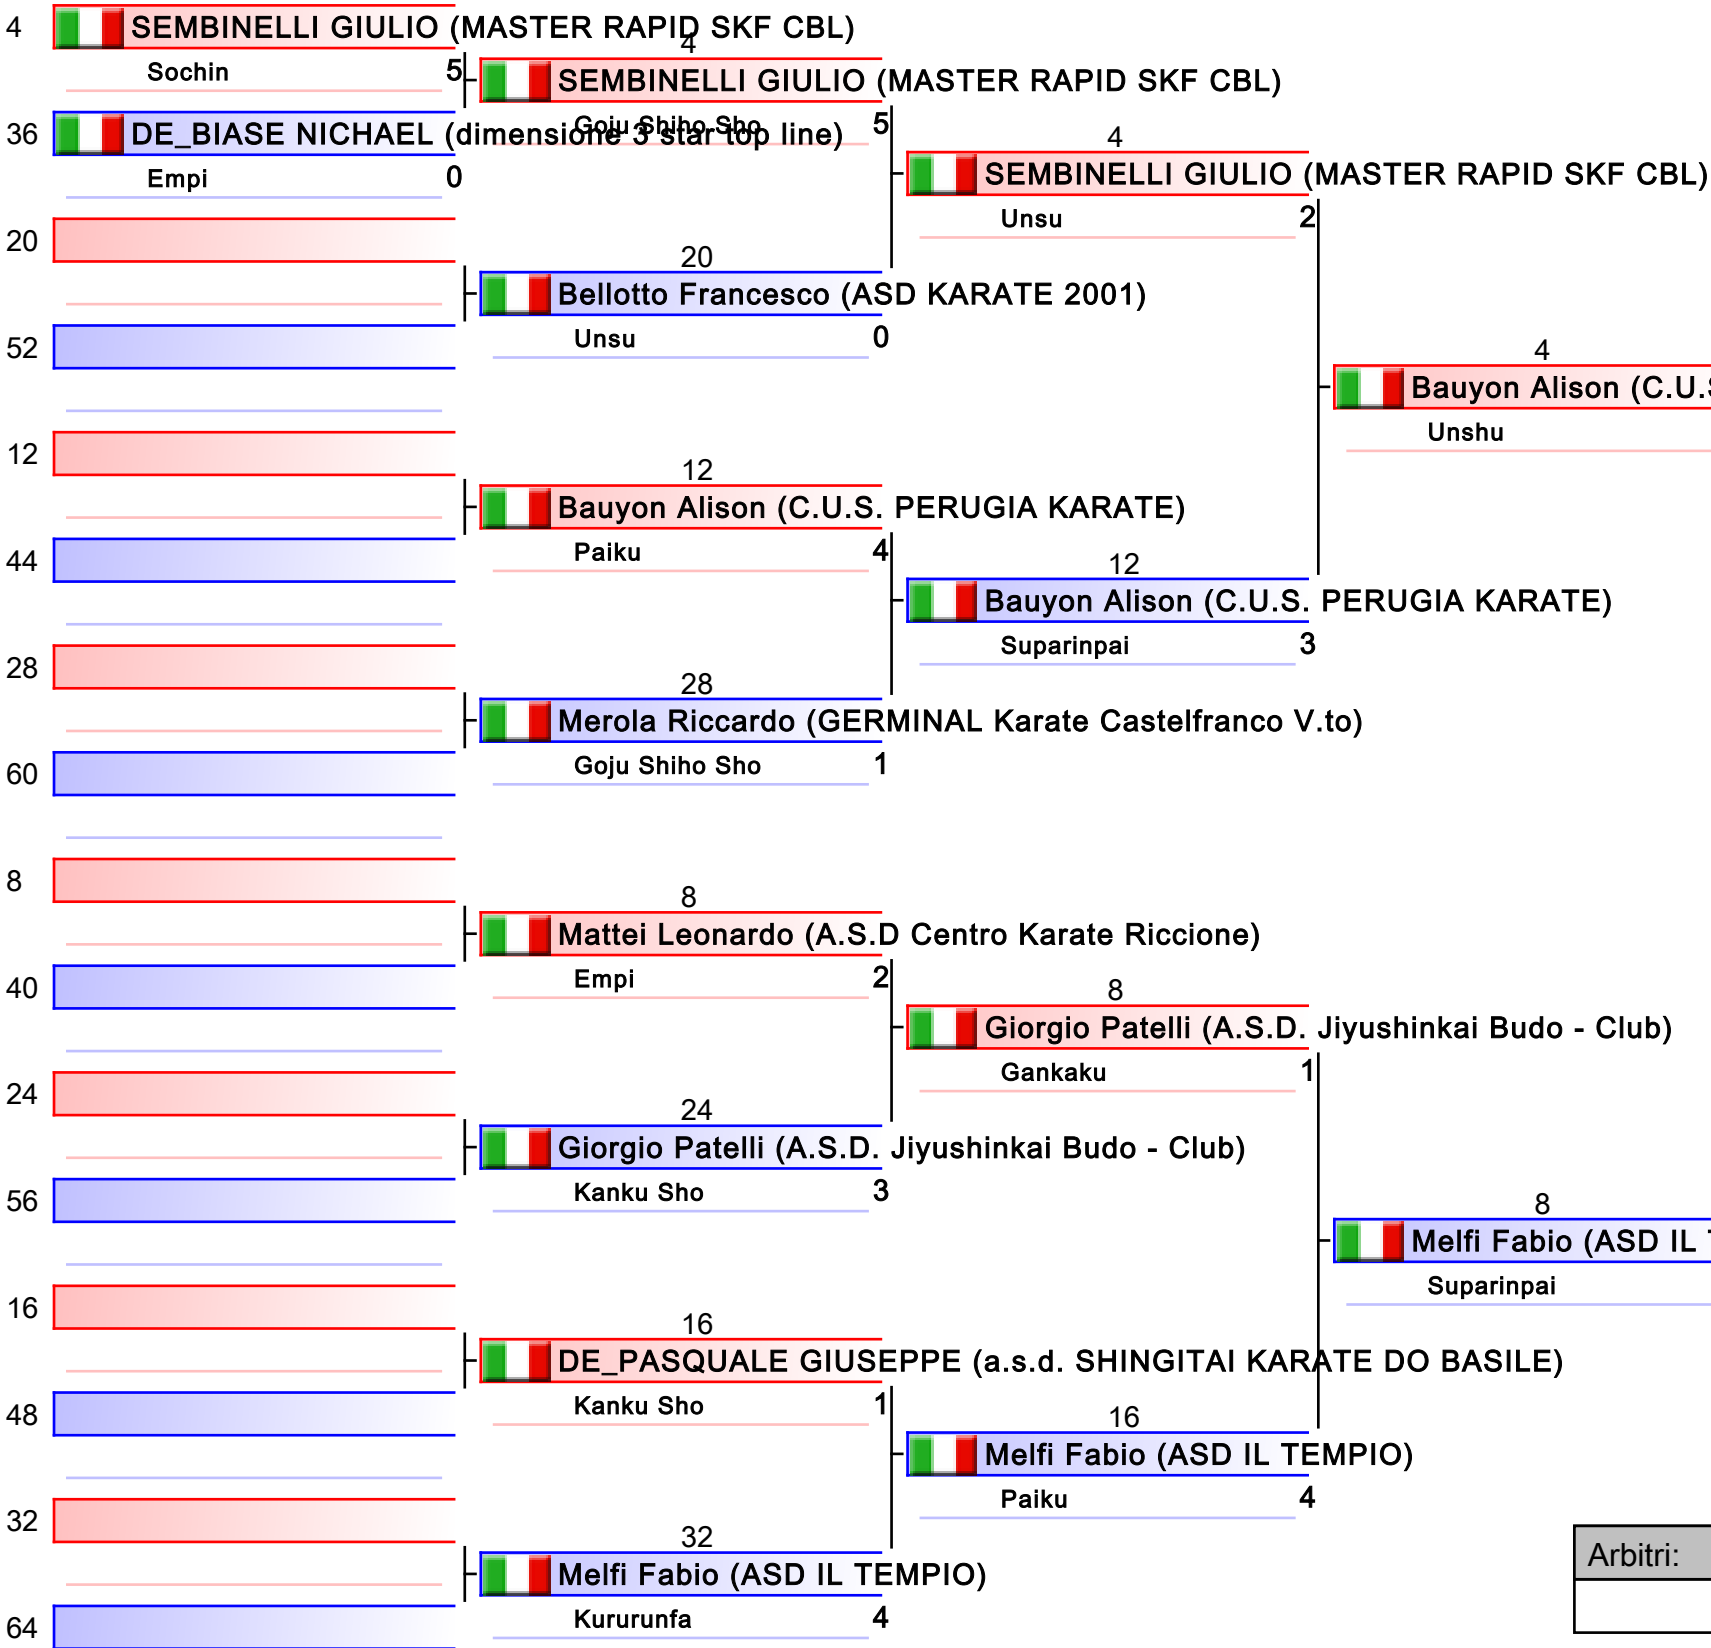 4
SEMBINELLI GIULIO (MASTER RAPID SKF CBL)
Sochin 5
36
DE_BIASE NICHAEL (dimensione 3 star top line)
Empi 0
20
52
12
44
28
60
8
40
24
56
16
48
32
64
4
SEMBINELLI GIULIO (MASTER RAPID SKF CBL)
Goju Shiho Sho 5
20
Bellotto Francesco (ASD KARATE 2001)
Unsu 0
12
Bauyon Alison (C.U.S. PERUGIA KARATE)
Paiku 4
28
Merola Riccardo (GERMINAL Karate Castelfranco V.to)
Goju Shiho Sho 1
8
Mattei Leonardo (A.S.D Centro Karate Riccione)
Empi 2
24
Giorgio Patelli (A.S.D. Jiyushinkai Budo - Club)
Kanku Sho 3
16
DE_PASQUALE GIUSEPPE (a.s.d. SHINGITAI KARATE DO BASILE)
Kanku Sho 1
32
Melfi Fabio (ASD IL TEMPIO)
Kururunfa 4
4
SEMBINELLI GIULIO (MASTER RAPID SKF CBL)
Unsu 2
12
Bauyon Alison (C.U.S. PERUGIA KARATE)
Suparinpai 3
8
Giorgio Patelli (A.S.D. Jiyushinkai Budo - Club)
Gankaku 1
16
Melfi Fabio (ASD IL TEMPIO)
Paiku 4
4
Bauyon Alison (C.U.S
Unshu
8
Melfi Fabio (ASD IL
Suparinpai
Arbitri: